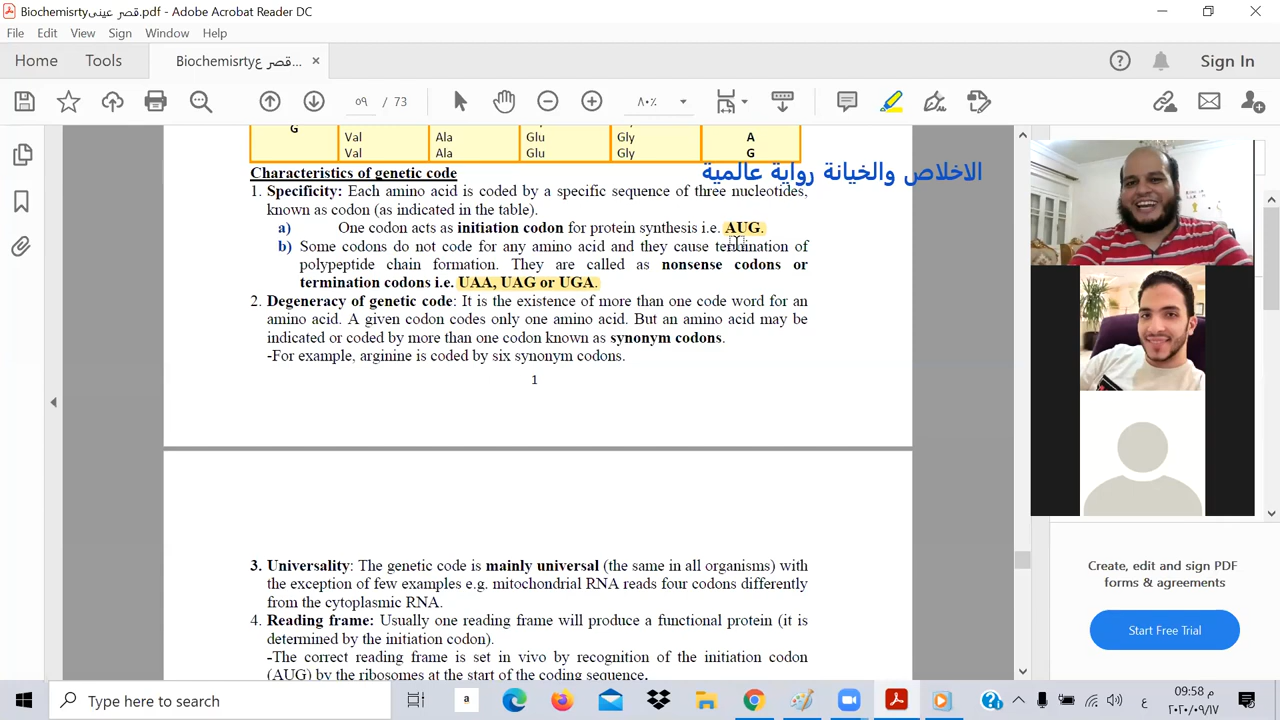 Biochemisrtyقصر عينى.pdf - Adobe Acrobat Reader DC
File Edit View Sign Window Help
Home Tools Biochemisrtyقصر ع... × Sign In
٥٩ / 73 ٨٠٪
G
Val Ala Glu Gly A
Val Ala Glu Gly G
الاخلاص والخيانة رواية عالمية
Characteristics of genetic code
1. Specificity: Each amino acid is coded by a specific sequence of three nucleotides,
known as codon (as indicated in the table).
a) One codon acts as initiation codon for protein synthesis i.e. AUG.
b) Some codons do not code for any amino acid and they cause termination of
polypeptide chain formation. They are called as nonsense codons or
termination codons i.e. UAA, UAG or UGA.
2. Degeneracy of genetic code: It is the existence of more than one code word for an
amino acid. A given codon codes only one amino acid. But an amino acid may be
indicated or coded by more than one codon known as synonym codons.
-For example, arginine is coded by six synonym codons.
1
3. Universality: The genetic code is mainly universal (the same in all organisms) with
the exception of few examples e.g. mitochondrial RNA reads four codons differently
from the cytoplasmic RNA.
4. Reading frame: Usually one reading frame will produce a functional protein (it is
determined by the initiation codon).
-The correct reading frame is set in vivo by recognition of the initiation codon
(AUG) by the ribosomes at the start of the coding sequence.
Create, edit and sign PDF
forms & agreements
Start Free Trial
Type here to search
a
ع
09:58 م
٢٠٢٠/٠٩/١٧